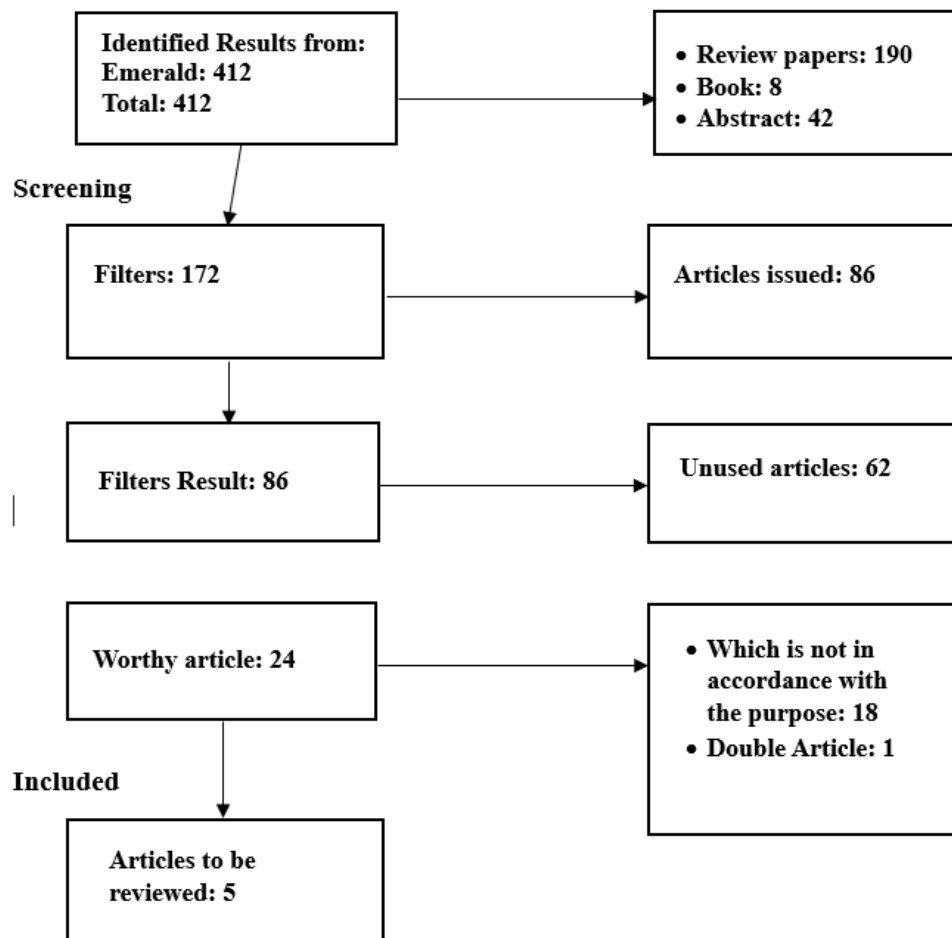 Identified Results from:
Emerald: 412
Total: 412
• Review papers: 190
• Book: 8
• Abstract: 42
Screening
Filters: 172
Articles issued: 86
Filters Result: 86
Unused articles: 62
Worthy article: 24
• Which is not in
accordance with
the purpose: 18
• Double Article: 1
Included
Articles to be
reviewed: 5